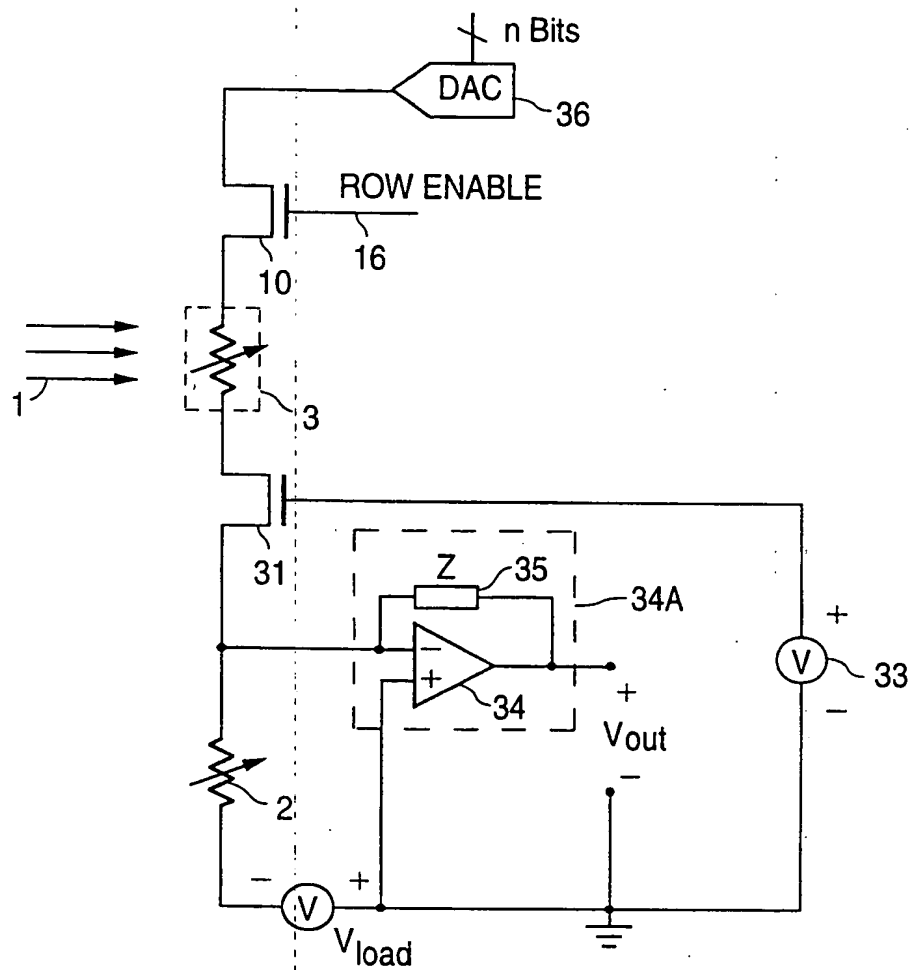 n Bits
DAC
36
ROW ENABLE
10
16
1
3
31
Z
35
34A
−
+
34
+
V
33
−
+
Vout
−
2
−
V
+
Vload